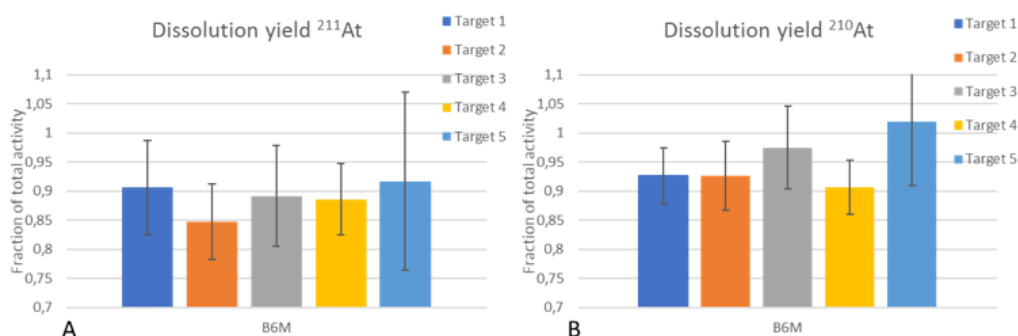 Dissolution yield ²¹¹At
Target 1
Target 2
Target 3
Target 4
Target 5
Fraction of total activity
1,1
1,05
1
0,95
0,9
0,85
0,8
0,75
0,7
A
B6M
Dissolution yield ²¹⁰At
Target 1
Target 2
Target 3
Target 4
Target 5
Fraction of total activity
1,1
1,05
1
0,95
0,9
0,85
0,8
0,75
0,7
B
B6M